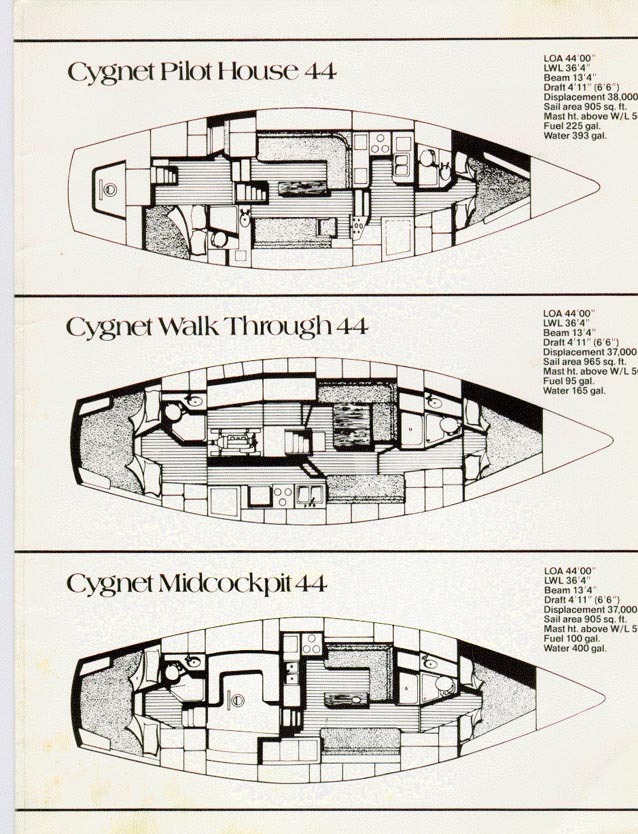 Cygnet Pilot House 44
LOA 44'00"
LWL 36'4"
Beam 13'4"
Draft 4'11" (6'6")
Displacement 38,000
Sail area 905 sq. ft.
Mast ht. above W/L 5
Fuel 225 gal.
Water 393 gal.
Cygnet Walk Through 44
LOA 44'00"
LWL 36'4"
Beam 13'4"
Draft 4'11" (6'6")
Displacement 37,000
Sail area 965 sq. ft.
Mast ht. above W/L 5
Fuel 95 gal.
Water 165 gal.
Cygnet Midcockpit 44
LOA 44'00"
LWL 36'4"
Beam 13'4"
Draft 4'11" (6'6")
Displacement 37,000
Sail area 905 sq. ft.
Mast ht. above W/L 5
Fuel 100 gal.
Water 400 gal.